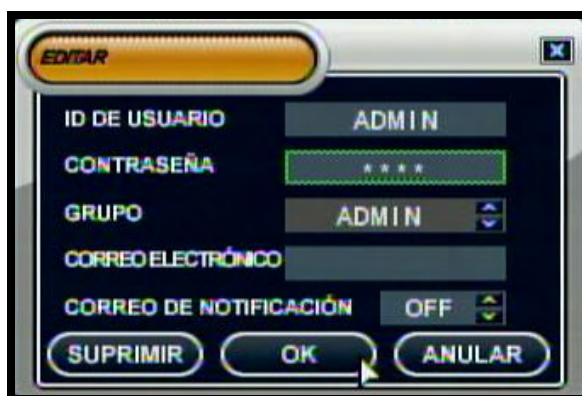 EDITAR
ID DE USUARIO ADMIN
CONTRASEÑA ****
GRUPO ADMIN
CORREO ELECTRÓNICO
CORREO DE NOTIFICACIÓN OFF
SUPRIMIR OK ANULAR